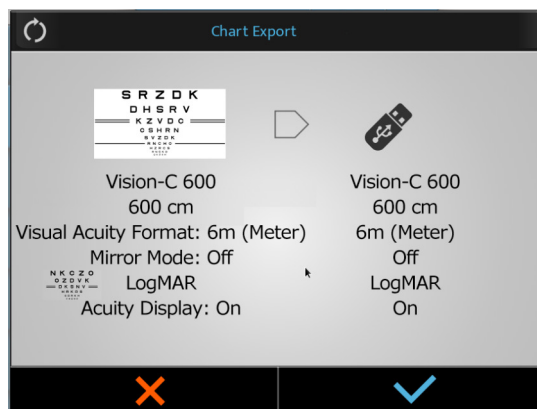 Chart Export
S R Z D K
D H S R V
K Z V D C
O S H R N
S V Z D K
R N C H O
Vision-C 600
600 cm
Visual Acuity Format: 6m (Meter)
Mirror Mode: Off
N K C Z O
O Z D V K
D K S N V
LogMAR
Acuity Display: On
Vision-C 600
600 cm
6m (Meter)
Off
LogMAR
On